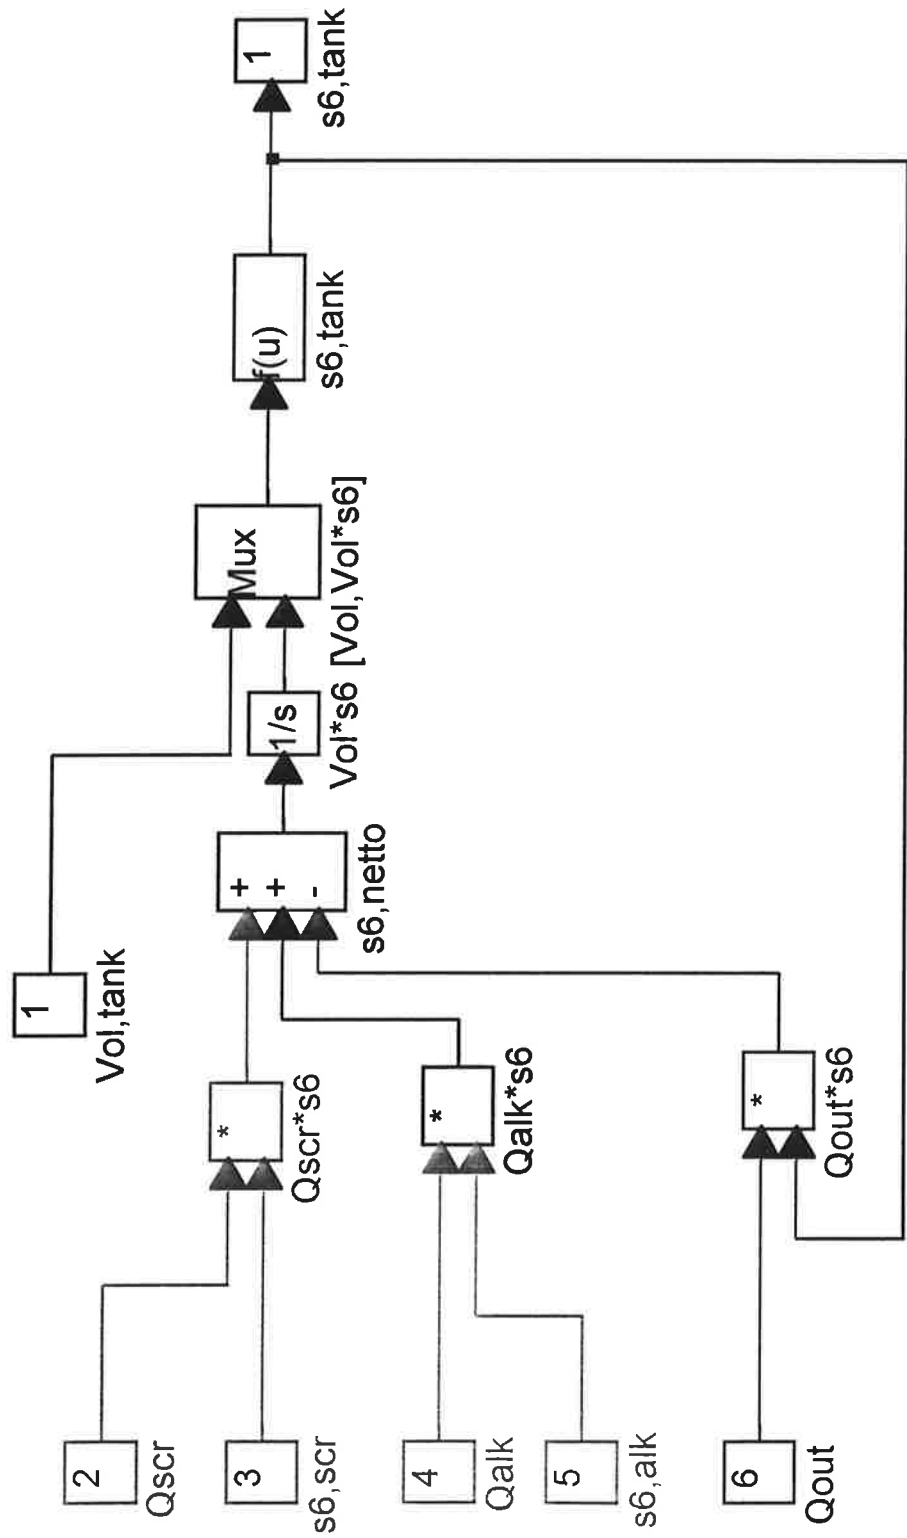 1
Vol,tank
2
Qscr
3
s6,scr
*
Qscr*s6
4
Qalk
5
s6,alk
*
Qalk*s6
6
Qout
*
Qout*s6
+
+
-
s6,netto
1/s
Vol*s6
Mux
[Vol,Vol*s6]
f(u)
s6,tank
1
s6,tank